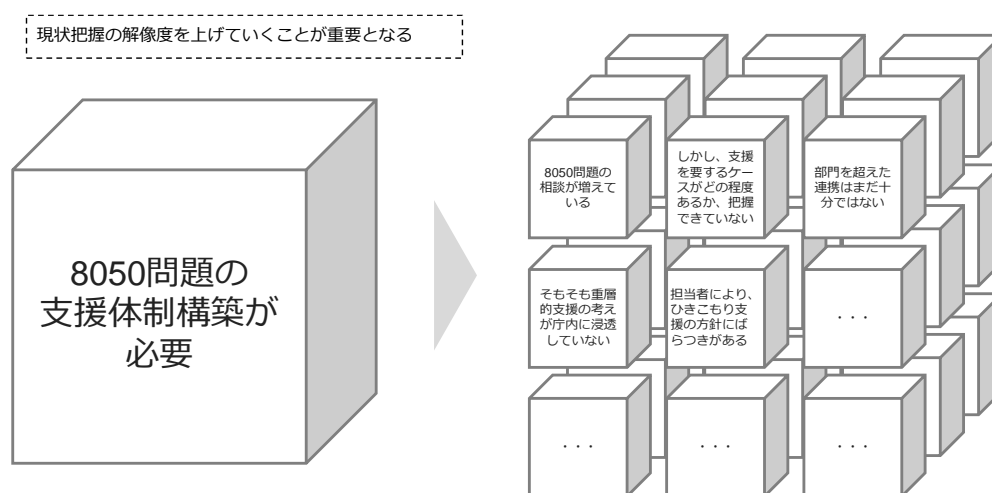 現状把握の解像度を上げていくことが重要となる
8050問題の
支援体制構築が
必要
8050問題の
相談が増えて
いる
しかし、支援
を要するケー
スがどの程度
あるか、把握
できていない
部門を超えた
連携はまだ十
分ではない
そもそも重層
的支援の考え
が庁内に浸透
していない
担当者により、
ひきこもり支
援の方針にば
らつきがある
・・・
・・・
・・・
・・・